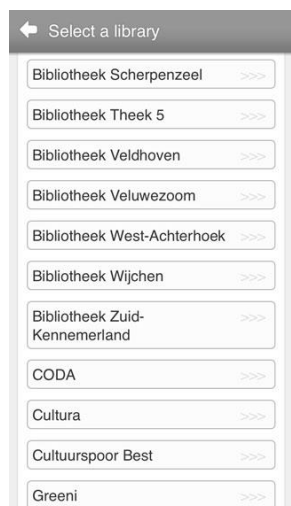 Select a library
Bibliotheek Scherpenzeel >>>
Bibliotheek Theek 5 >>>
Bibliotheek Veldhoven >>>
Bibliotheek Veluwezoom >>>
Bibliotheek West-Achterhoek >>>
Bibliotheek Wijchen >>>
Bibliotheek Zuid- >>>
Kennemerland
CODA >>>
Cultura >>>
Cultuurspoor Best >>>
Greeni >>>